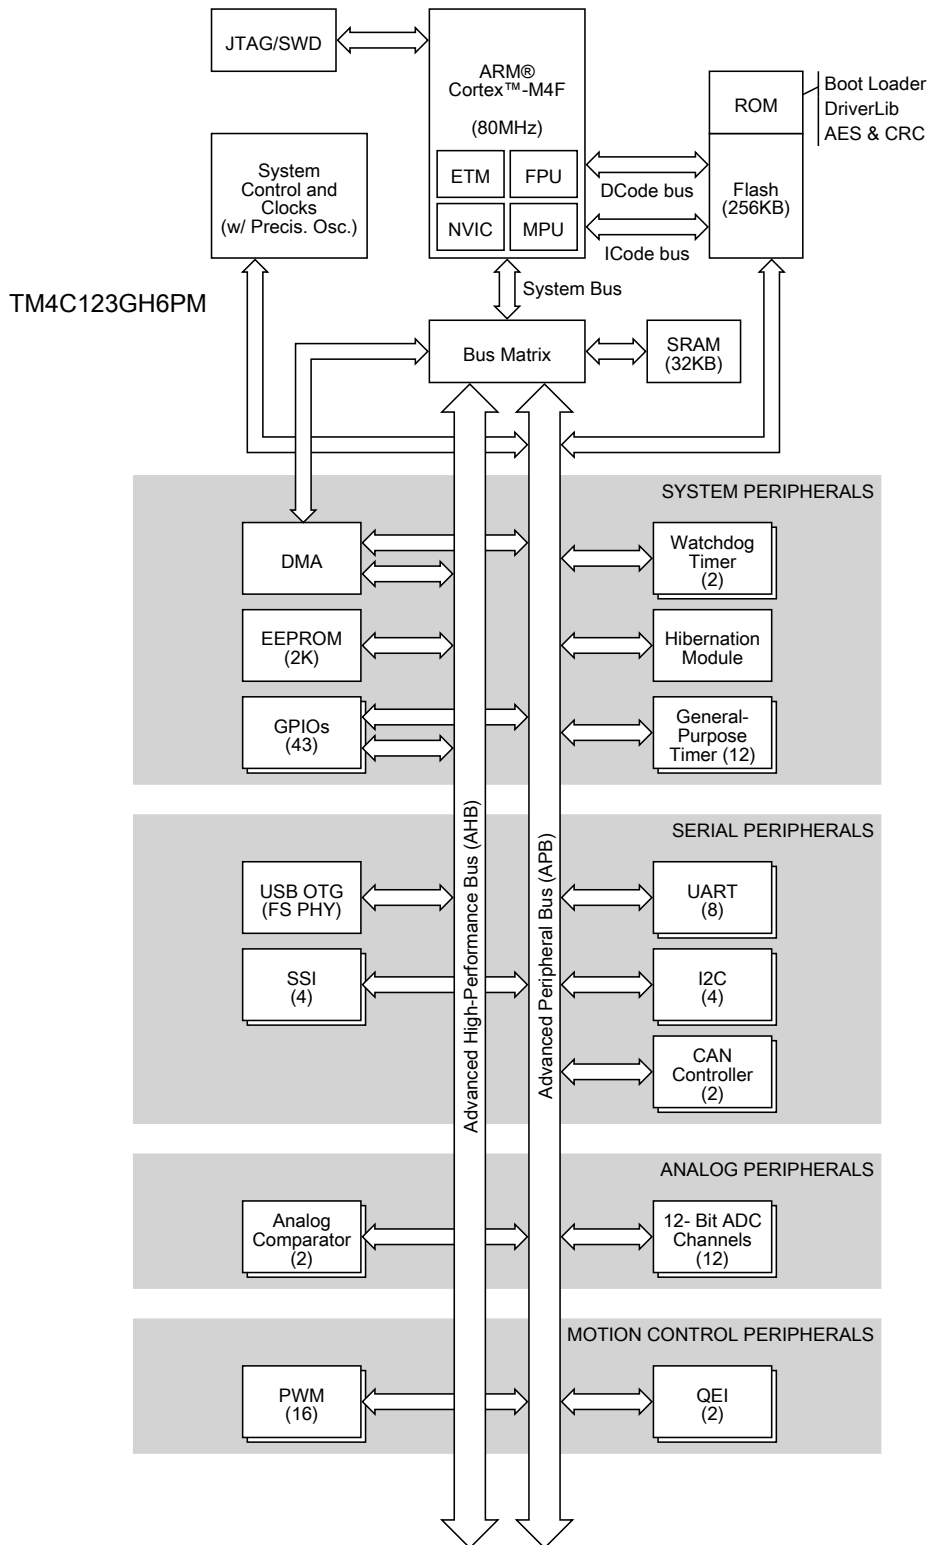 JTAG/SWD
ARM®
Cortex™-M4F
(80MHz)
ETM
FPU
NVIC
MPU
ROM
Boot Loader
DriverLib
AES & CRC
System
Control and
Clocks
(w/ Precis. Osc.)
DCode bus
Flash
(256KB)
ICode bus
TM4C123GH6PM
System Bus
Bus Matrix
SRAM
(32KB)
SYSTEM PERIPHERALS
DMA
Watchdog
Timer
(2)
EEPROM
(2K)
Hibernation
Module
GPIOs
(43)
General-
Purpose
Timer (12)
Advanced High-Performance Bus (AHB)
Advanced Peripheral Bus (APB)
SERIAL PERIPHERALS
USB OTG
(FS PHY)
UART
(8)
SSI
(4)
I2C
(4)
CAN
Controller
(2)
ANALOG PERIPHERALS
Analog
Comparator
(2)
12- Bit ADC
Channels
(12)
MOTION CONTROL PERIPHERALS
PWM
(16)
QEI
(2)